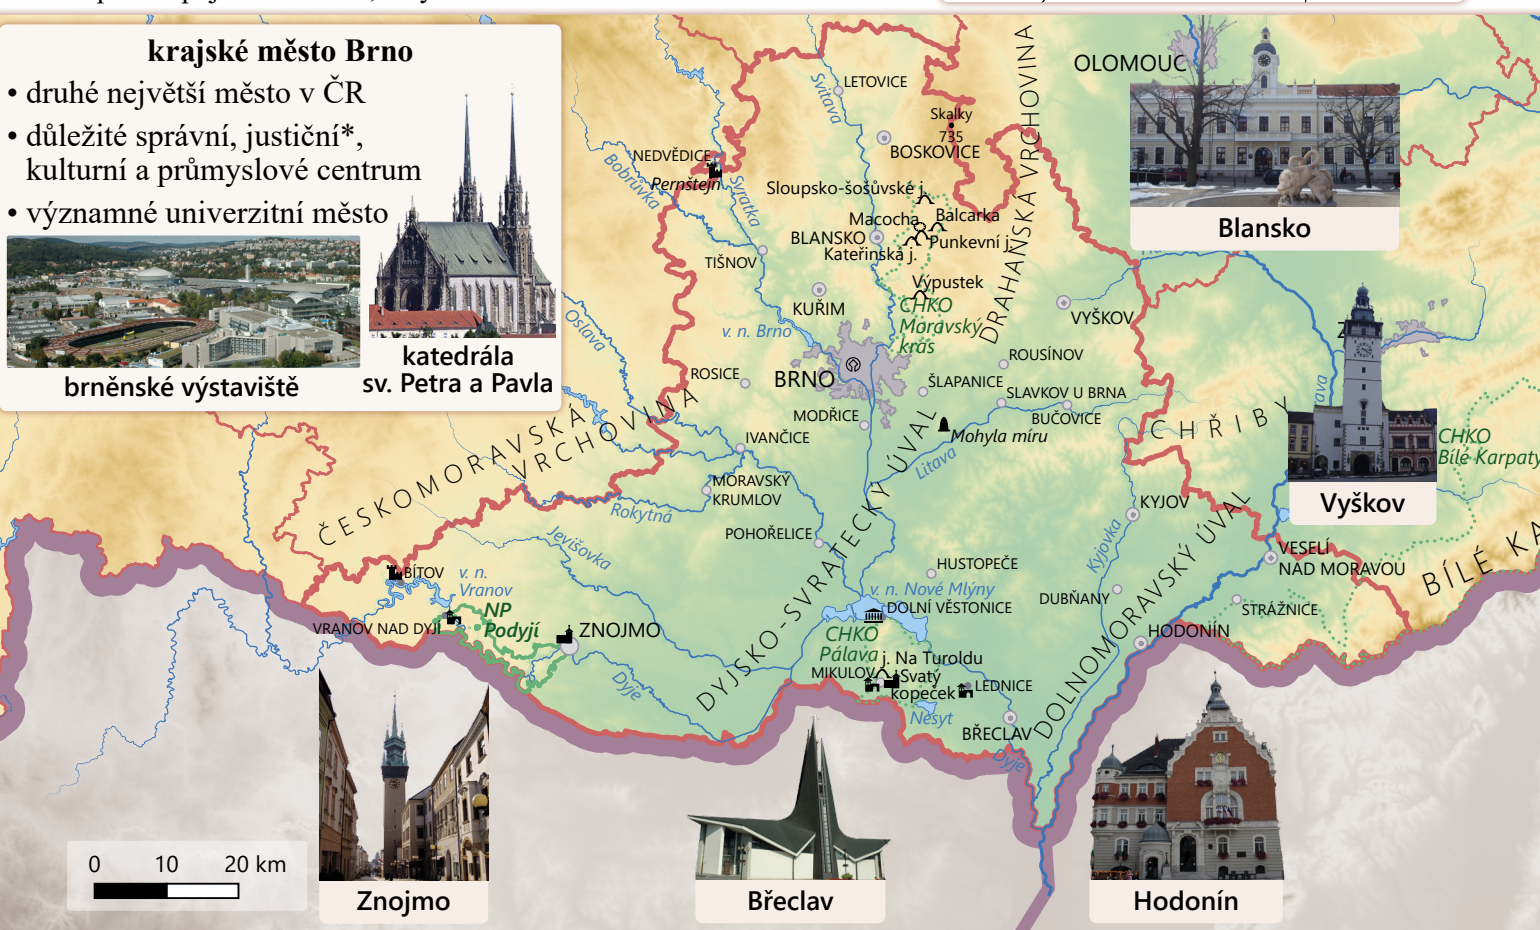 krajské město Brno
• druhé největší město v ČR
• důležité správní, justiční*,
kulturní a průmyslové centrum
• významné univerzitní město
brněnské výstaviště
katedrála
sv. Petra a Pavla
OLOMOUC
Blansko
LETOVICE
Svitava
Skalky
735
BOSKOVICE
DRAHANSKÁ VRCHOVINA
NEDVĚDICE
Pernštejn
Bobrůvka
Svratka
Sloupsko-šošůvské j.
Macocha
Balcarka
BLANSKO
Punkevní j.
Kateřinská j.
TIŠNOV
Výpustek
KUŘIM
CHKO
Moravský
kras
VYŠKOV
Oslava
v. n. Brno
ROUSÍNOV
ROSICE
BRNO
ŠLAPANICE
SLAVKOV U BRNA
BUČOVICE
MODŘICE
Mohyla míru
IVANČICE
Litava
CHŘIBY
CHKO
Bílé Karpaty
Vyškov
ČESKOMORAVSKÁ
VRCHOVINA
MORAVSKÝ
KRUMLOV
Rokytná
KYJOV
POHOŘELICE
Jevišovka
Kyjovka
VESELÍ
NAD MORAVOU
HUSTOPEČE
BÍTOV
v. n.
Vranov
v. n. Nové Mlýny
DOLNÍ VĚSTONICE
DUBŇANY
STRÁŽNICE
BÍLÉ KA
NP
Podyjí
VRANOV NAD DYJÍ
ZNOJMO
CHKO
Pálava
HODONÍN
DYJSKO-SVRATECKÝ ÚVAL
DOLNOMORAVSKÝ ÚVAL
j. Na Turoldu
MIKULOV
Svatý
kopeček
LEDNICE
Dyje
Nesyt
BŘECLAV
Dyje
0 10 20 km
Znojmo
Břeclav
Hodonín